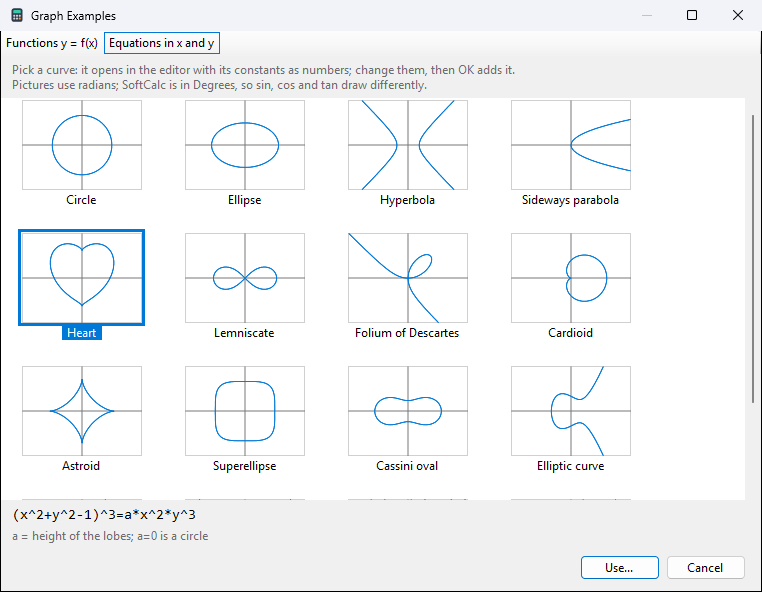 Graph Examples
Functions y = f(x) Equations in x and y
Pick a curve: it opens in the editor with its constants as numbers; change them, then OK adds it.
Pictures use radians; SoftCalc is in Degrees, so sin, cos and tan draw differently.
Circle Ellipse Hyperbola Sideways parabola
Heart Lemniscate Folium of Descartes Cardioid
Astroid Superellipse Cassini oval Elliptic curve
(x^2+y^2-1)^3=a*x^2*y^3
a = height of the lobes; a=0 is a circle
Use... Cancel